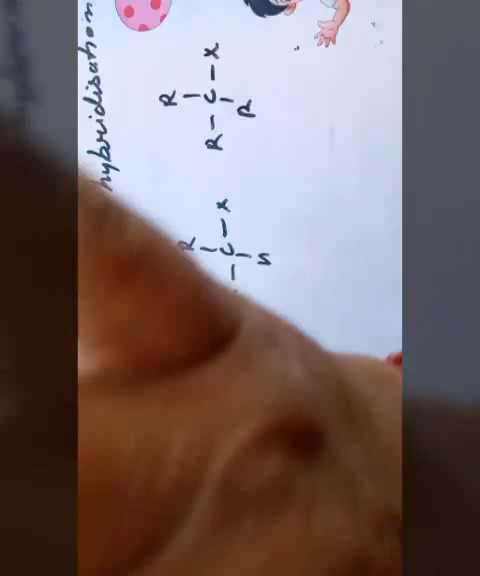 hybridisation
R R
| |
– C – x R – C – x
| |
H R